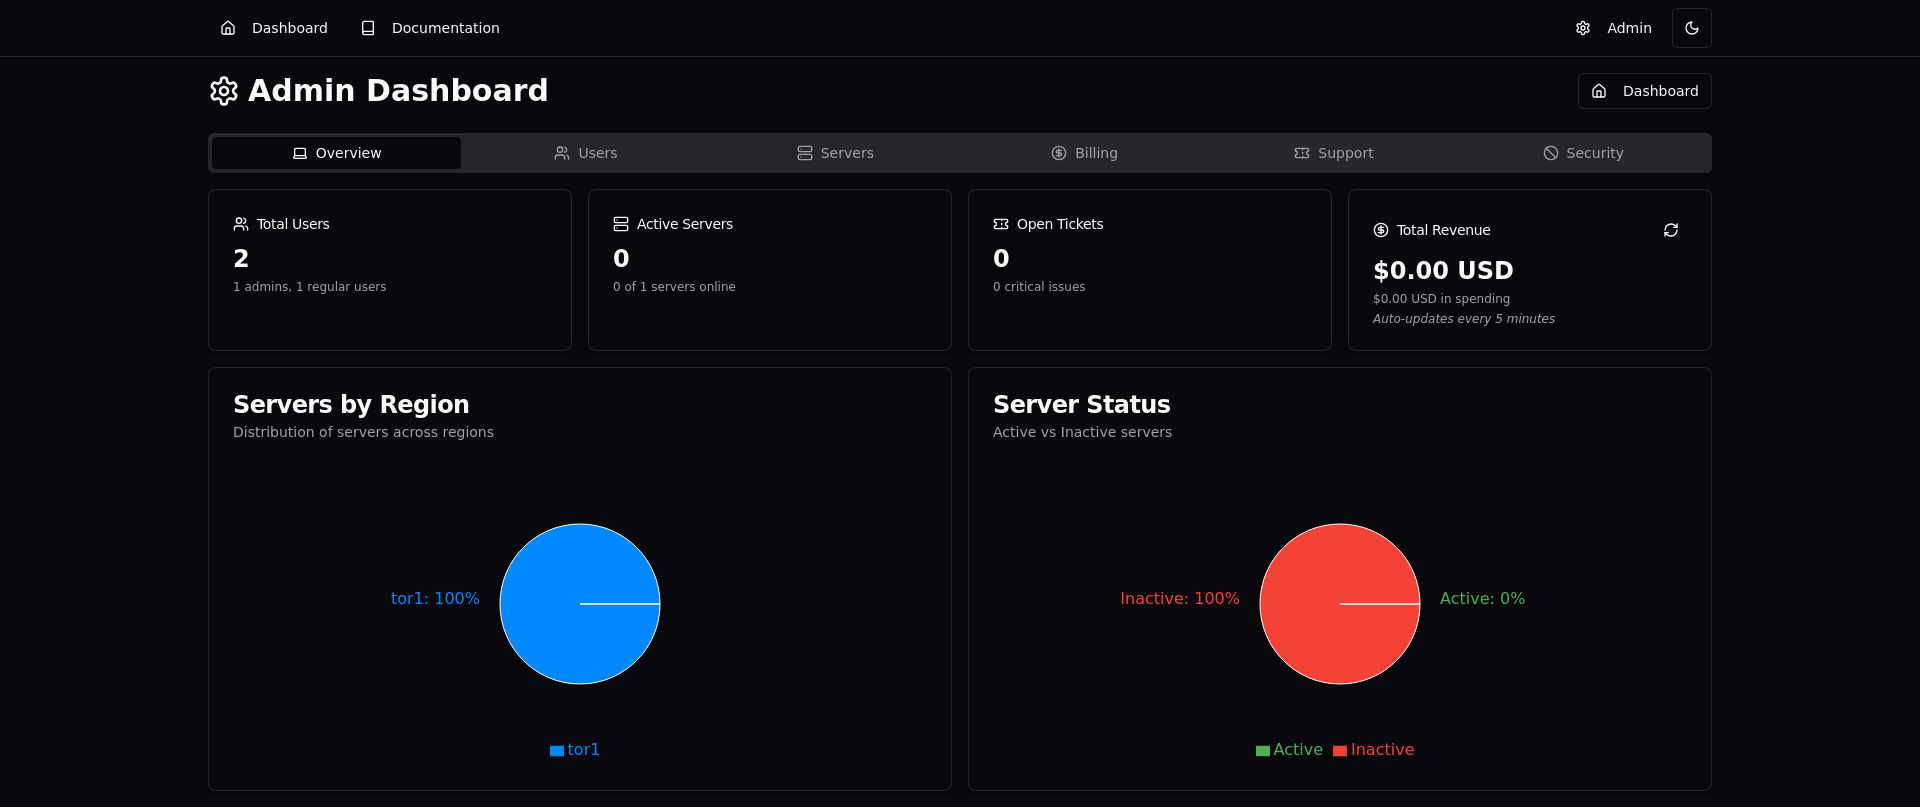 Dashboard Documentation Admin
Admin Dashboard
Dashboard
Overview Users Servers Billing Support Security
Total Users
2
1 admins, 1 regular users
Active Servers
0
0 of 1 servers online
Open Tickets
0
0 critical issues
Total Revenue
$0.00 USD
$0.00 USD in spending
Auto-updates every 5 minutes
Servers by Region
Distribution of servers across regions
tor1: 100%
tor1
Server Status
Active vs Inactive servers
Inactive: 100%
Active: 0%
Active Inactive